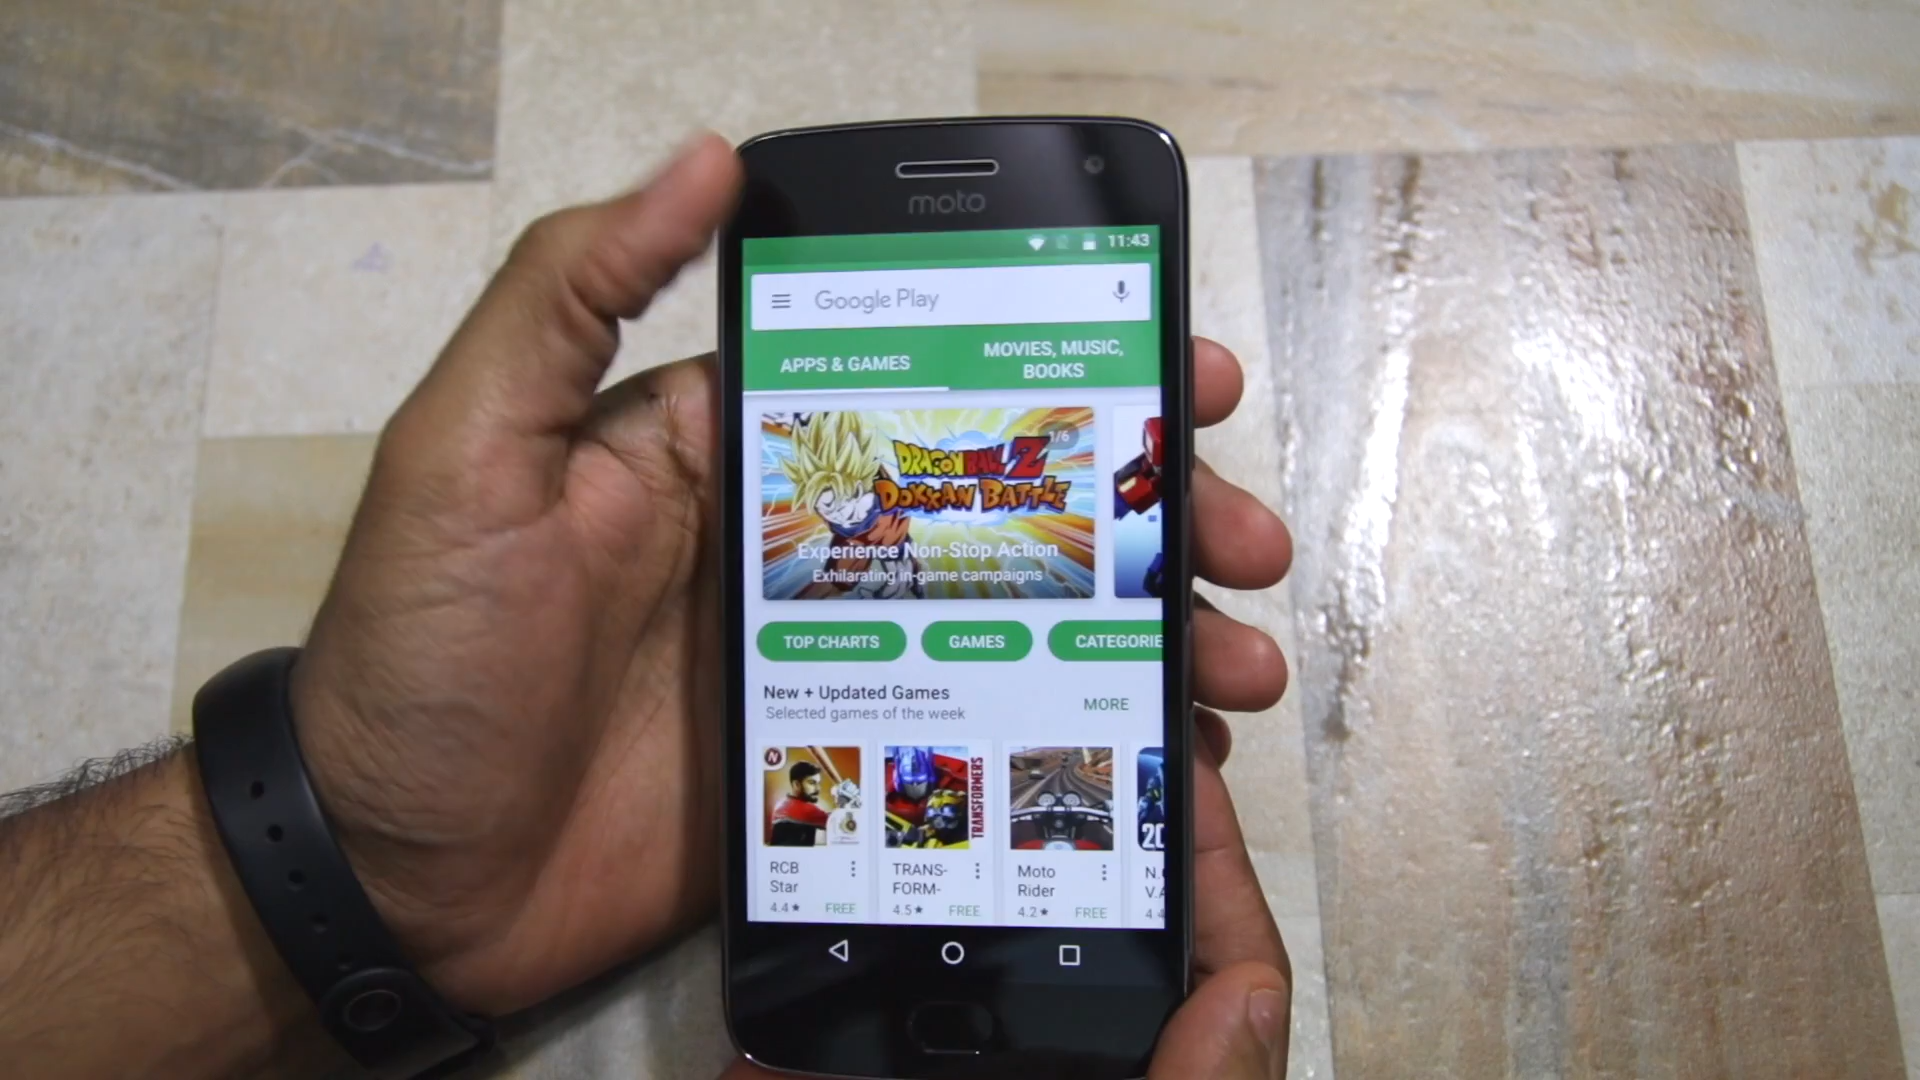 moto
11:43
Google Play
APPS & GAMES
MOVIES, MUSIC,
BOOKS
1/6
DRAGON BALL Z
DOKKAN BATTLE
Experience Non-Stop Action
Exhilarating in-game campaigns
TOP CHARTS
GAMES
CATEGORIE
New + Updated Games
Selected games of the week
MORE
N
TRANSFORMERS
RCB
Star
4.4★ FREE
TRANS-
FORM-
4.5★ FREE
Moto
Rider
4.2★ FREE
N.
V.
4.4